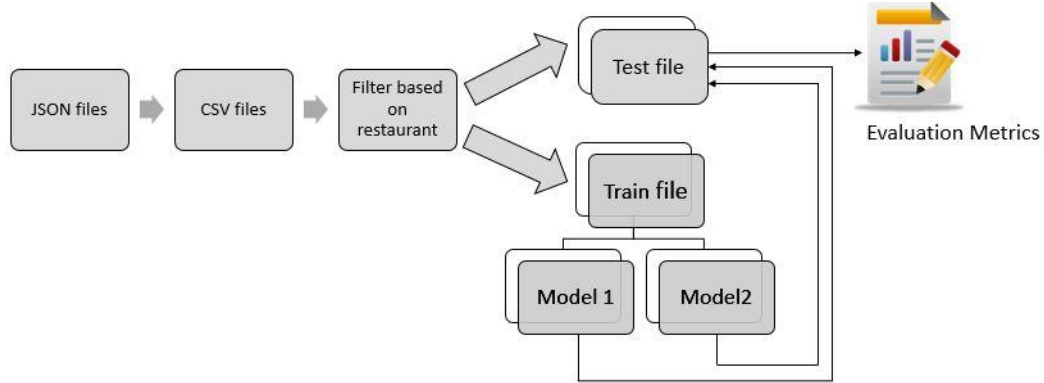 JSON files
CSV files
Filter based
on
restaurant
Test file
Evaluation Metrics
Train file
Model 1
Model2